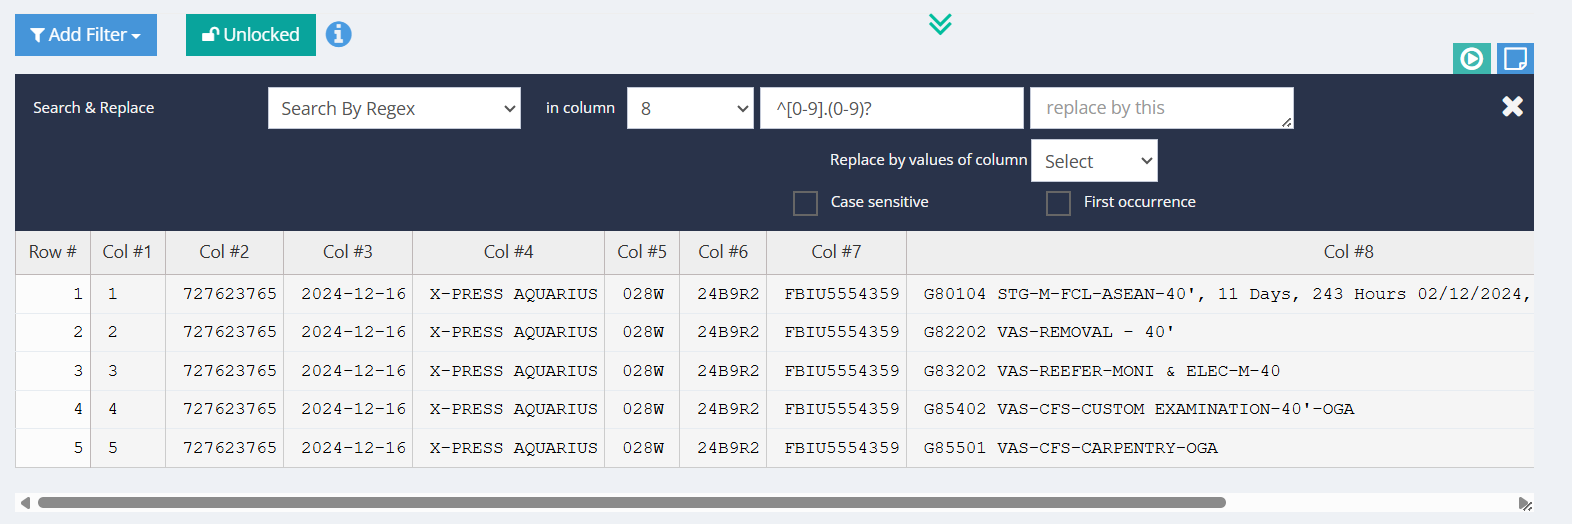 Add Filter Unlocked
Search & Replace Search By Regex in column 8 ^[0-9].(0-9)? replace by this
Replace by values of column Select
Case sensitive First occurrence
Row # Col #1 Col #2 Col #3 Col #4 Col #5 Col #6 Col #7 Col #8
1 1 727623765 2024-12-16 X-PRESS AQUARIUS 028W 24B9R2 FBIU5554359 G80104 STG-M-FCL-ASEAN-40', 11 Days, 243 Hours 02/12/2024,
2 2 727623765 2024-12-16 X-PRESS AQUARIUS 028W 24B9R2 FBIU5554359 G82202 VAS-REMOVAL - 40'
3 3 727623765 2024-12-16 X-PRESS AQUARIUS 028W 24B9R2 FBIU5554359 G83202 VAS-REEFER-MONI & ELEC-M-40
4 4 727623765 2024-12-16 X-PRESS AQUARIUS 028W 24B9R2 FBIU5554359 G85402 VAS-CFS-CUSTOM EXAMINATION-40'-OGA
5 5 727623765 2024-12-16 X-PRESS AQUARIUS 028W 24B9R2 FBIU5554359 G85501 VAS-CFS-CARPENTRY-OGA